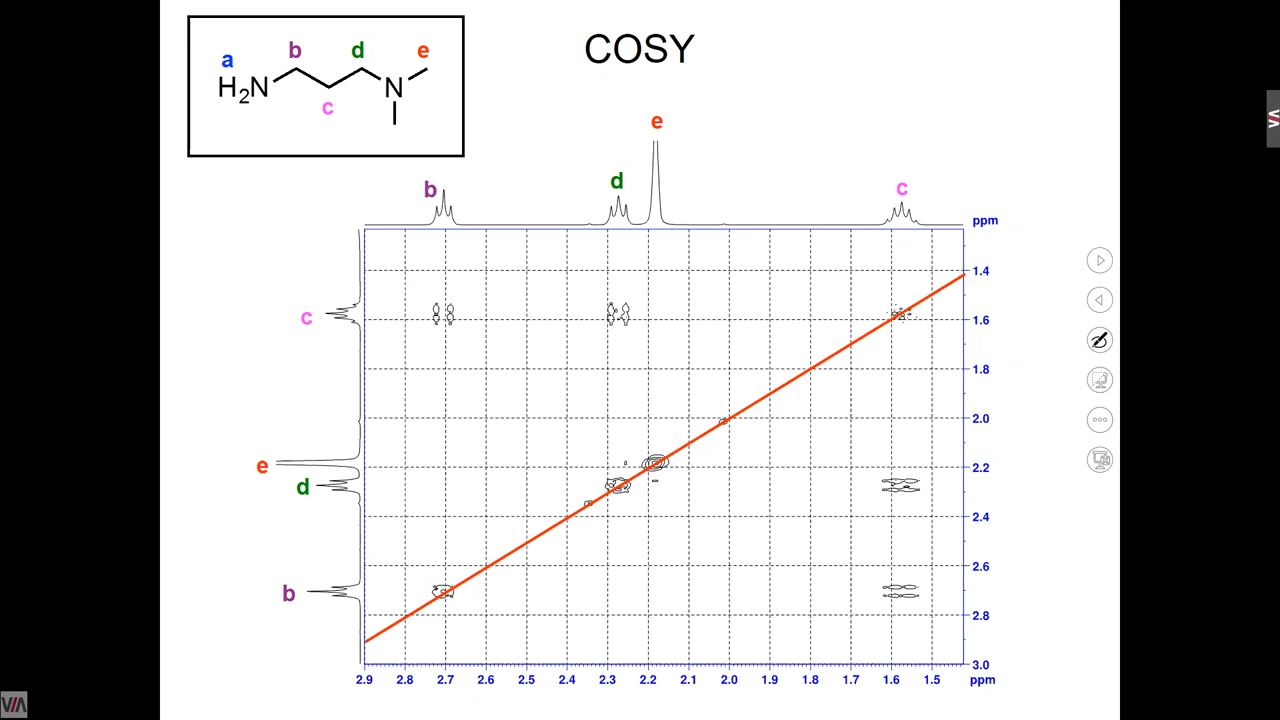 COSY
a
b
d
e
H2N
N
c
e
b
d
c
ppm
1.4
c
1.6
1.8
2.0
e
2.2
d
2.4
2.6
b
2.8
3.0
2.9 2.8 2.7 2.6 2.5 2.4 2.3 2.2 2.1 2.0 1.9 1.8 1.7 1.6 1.5 ppm
VIA